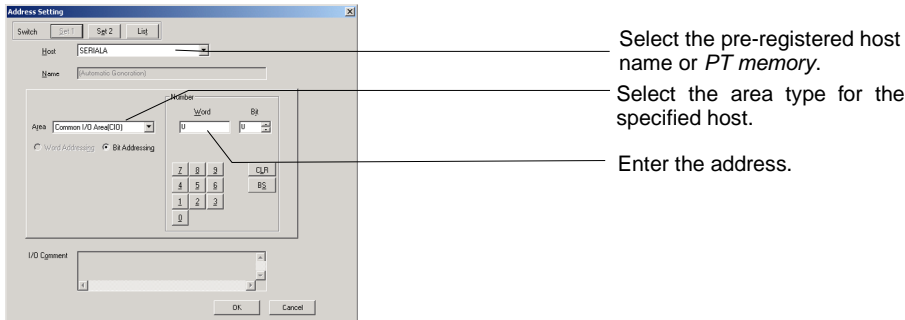 Address Setting
Switch Set 1 Set 2 List
Host SERIALA
Name (Automatic Generation)
Number
Word Bit
Area Common I/O Area(CIO) 0 0
Word Addressing Bit Addressing
7 8 9 CLR
4 5 6 BS
1 2 3
0
I/O Comment
OK Cancel
Select the pre-registered host
name or PT memory.
Select the area type for the
specified host.
Enter the address.